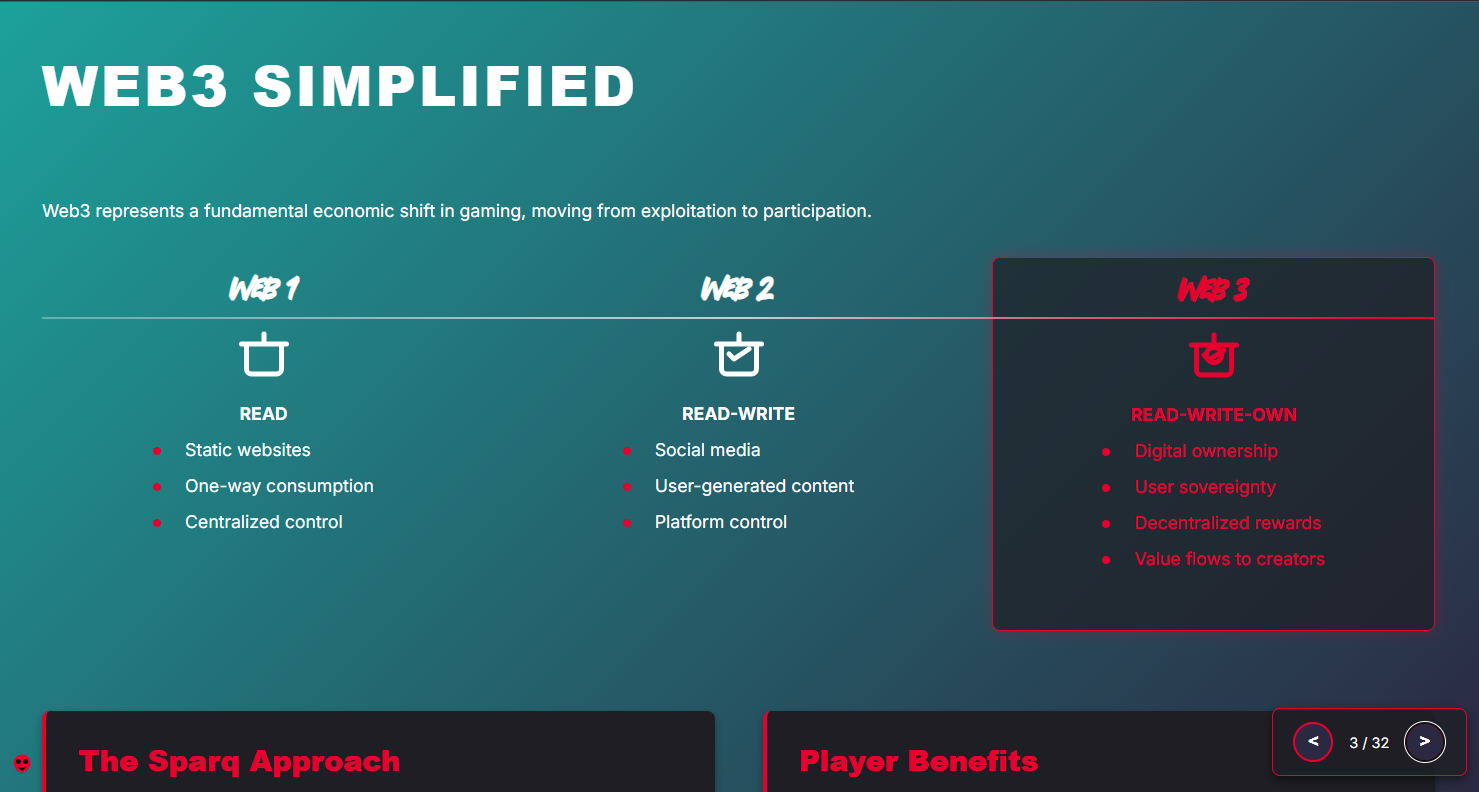 WEB3 SIMPLIFIED
Web3 represents a fundamental economic shift in gaming, moving from exploitation to participation.
WEB 1
READ
Static websites
One-way consumption
Centralized control
WEB 2
READ-WRITE
Social media
User-generated content
Platform control
WEB 3
READ-WRITE-OWN
Digital ownership
User sovereignty
Decentralized rewards
Value flows to creators
The Sparq Approach
Player Benefits
< 3 / 32 >